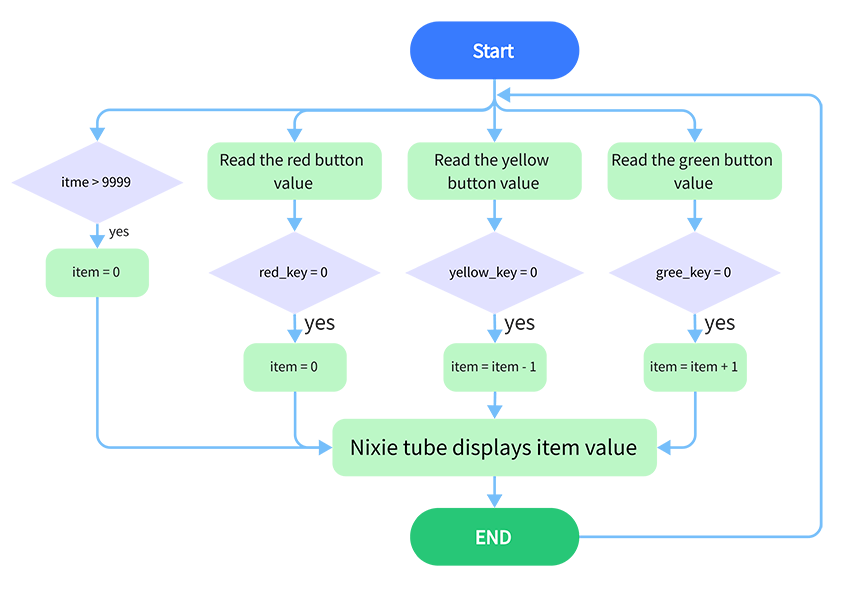 Start
itme > 9999
yes
item = 0
Read the red button
value
red_key = 0
yes
item = 0
Read the yellow
button value
yellow_key = 0
yes
item = item - 1
Read the green button
value
gree_key = 0
yes
item = item + 1
Nixie tube displays item value
END